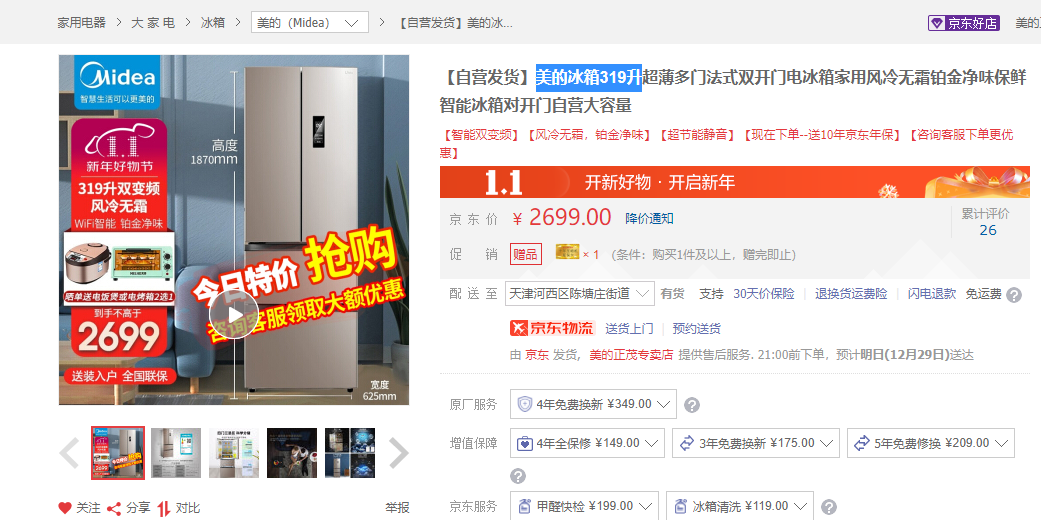 家用电器 > 大 家 电 > 冰箱 > 美的（Midea） > 【自营发货】美的冰...
京东好店
Midea
智慧生活可以更美的
1.1
新年好物节
319升双变频
风冷无霜
WiFi智能 铂金净味
晒单送电饭煲或电烤箱2选1
到手不高于
2699
送装入户 全国联保
高度
1870mm
今日特价 抢购
咨询客服领取大额优惠
宽度
625mm
关注 分享 对比 举报
【自营发货】美的冰箱319升超薄多门法式双开门电冰箱家用风冷无霜铂金净味保鲜
智能冰箱对开门自营大容量
【智能双变频】【风冷无霜，铂金净味】【超节能静音】【现在下单--送10年京东年保】【咨询客服下单更优
惠】
1.1 开新好物 · 开启新年
京 东 价 ￥ 2699.00 降价通知
累计评价
26
促 销 赠品 × 1 （条件：购买1件及以上，赠完即止）
配 送 至 天津河西区陈塘庄街道 有货 支持 30天价保险 退换货运费险 闪电退款 免运费 ?
京东物流 送货上门 预约送货
由 京东 发货，美的正茂专卖店 提供售后服务. 21:00前下单，预计明日(12月29日)送达
原厂服务 4年免费换新 ¥349.00 ?
增值保障 4年全保修 ¥149.00 3年免费换新 ¥175.00 5年免费修换 ¥209.00
?
京东服务 甲醛快检 ¥199.00 冰箱清洗 ¥119.00 ?